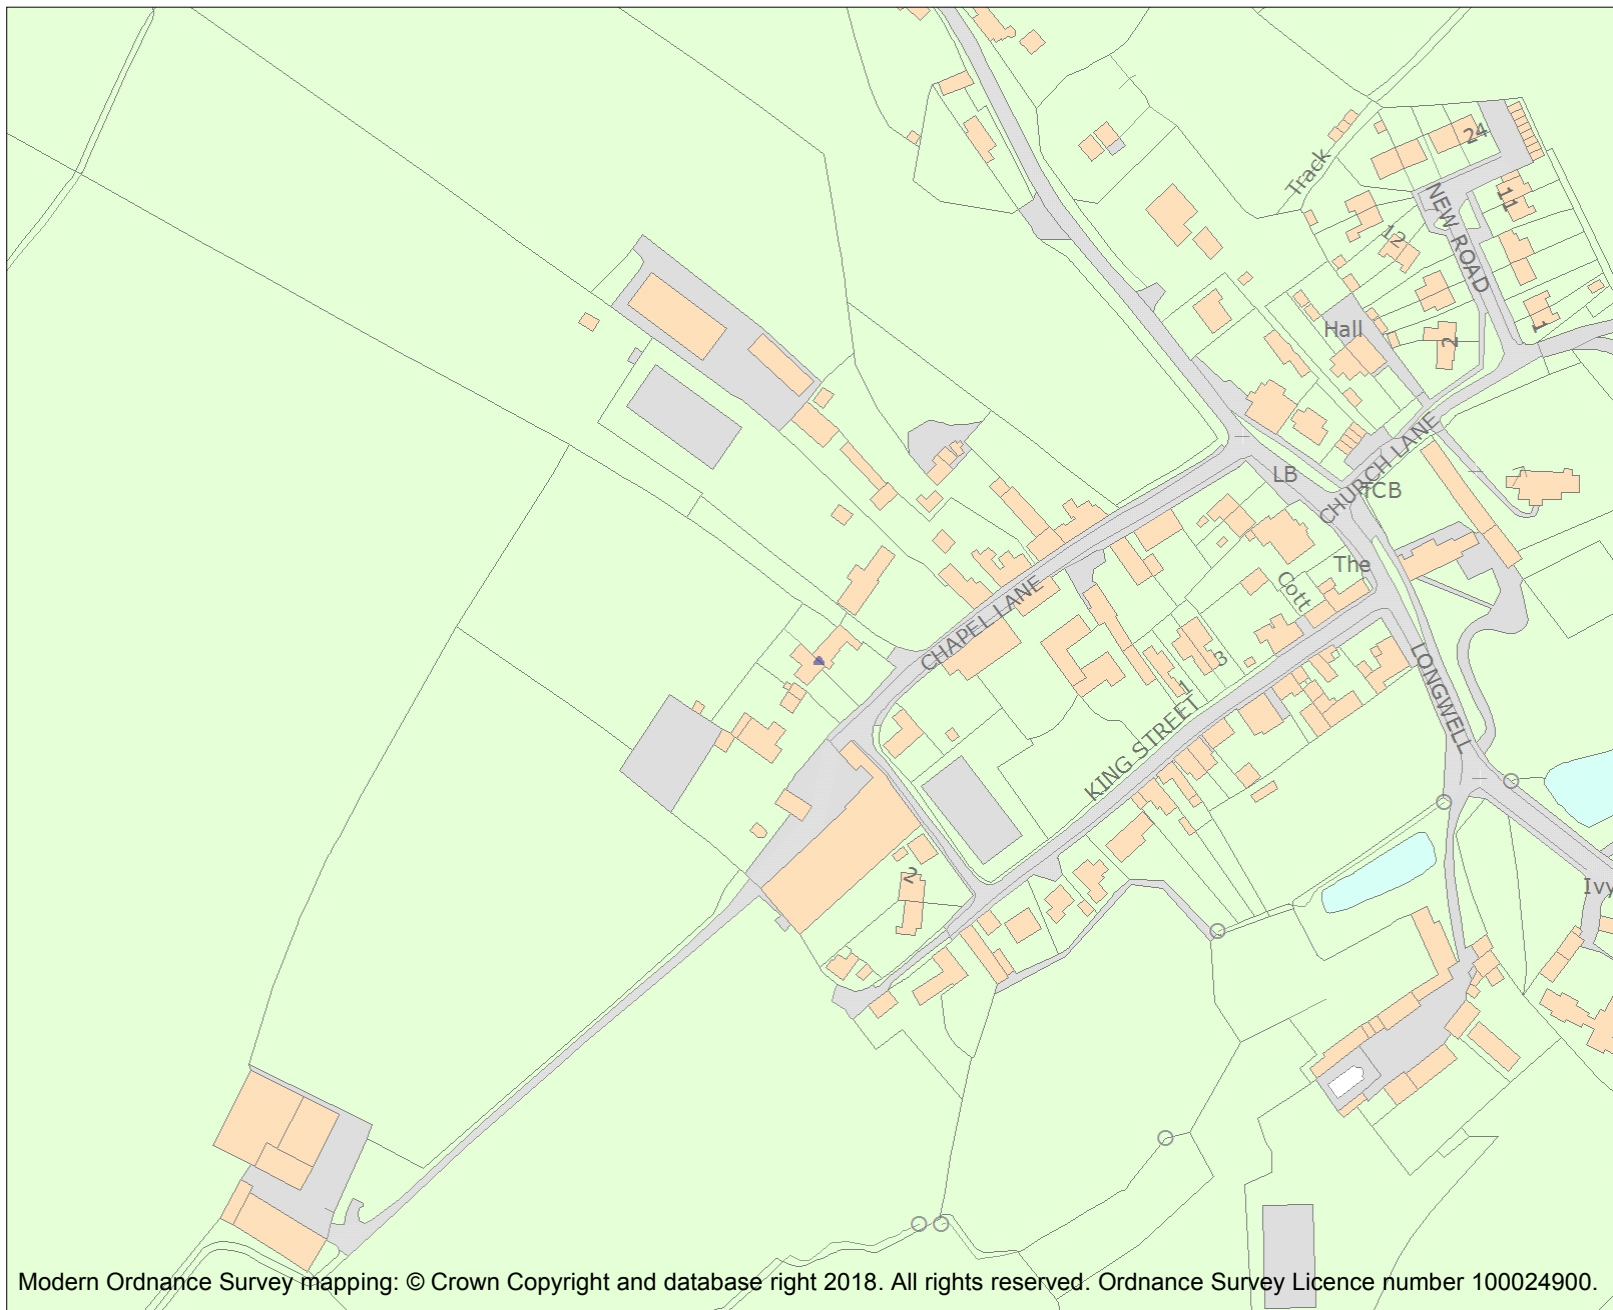 24
Track
11
NEW ROAD
12
Hall
1
2
CHURCH LANE
LB
TCB
The
Cott
CHAPEL LANE
3
1
LONGWELL
KING STREET
2
Ivy
Modern Ordnance Survey mapping: © Crown Copyright and database right 2018. All rights reserved. Ordnance Survey Licence number 100024900.